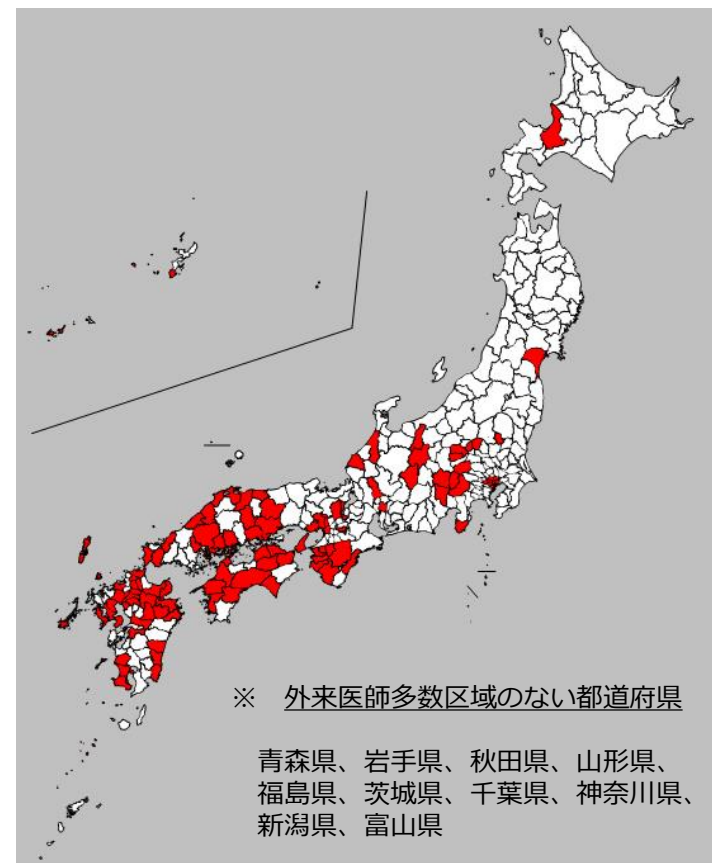 ※ 外来医師多数区域のない都道府県
青森県、岩手県、秋田県、山形県、
福島県、茨城県、千葉県、神奈川県、
新潟県、富山県